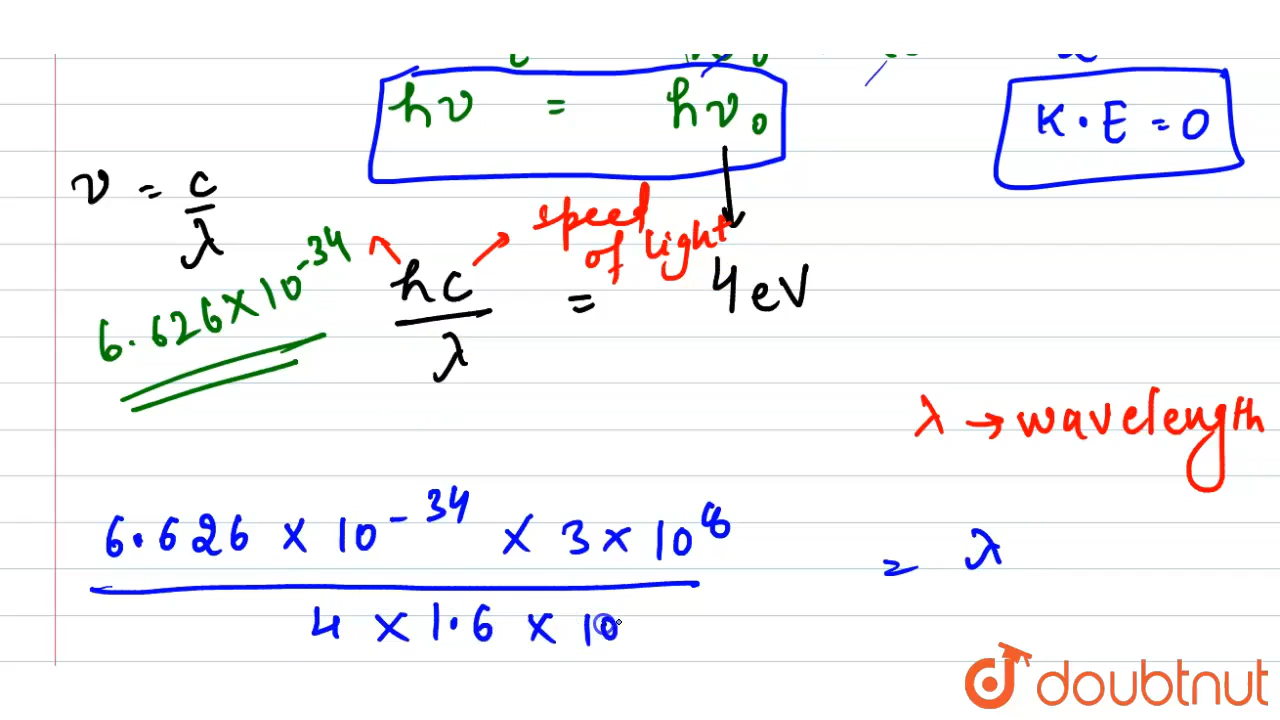 hν = hν₀
K.E = 0
ν = c/λ
speed of light
6.626 × 10⁻³⁴
hc/λ = 4eV
λ → wavelength
6.626 × 10⁻³⁴ × 3 × 10⁸
= λ
4 × 1.6 × 10
doubtnut